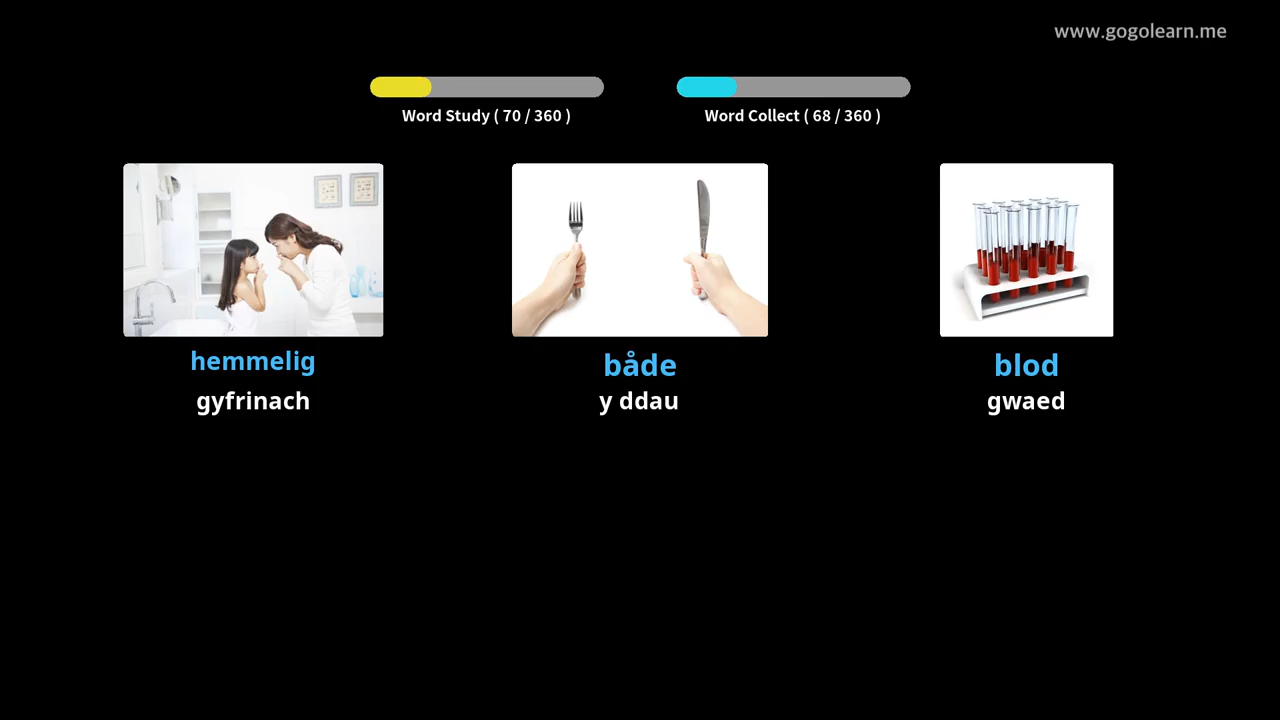 www.gogolearn.me
Word Study ( 70 / 360 )
Word Collect ( 68 / 360 )
hemmelig
gyfrinach
både
y ddau
blod
gwaed